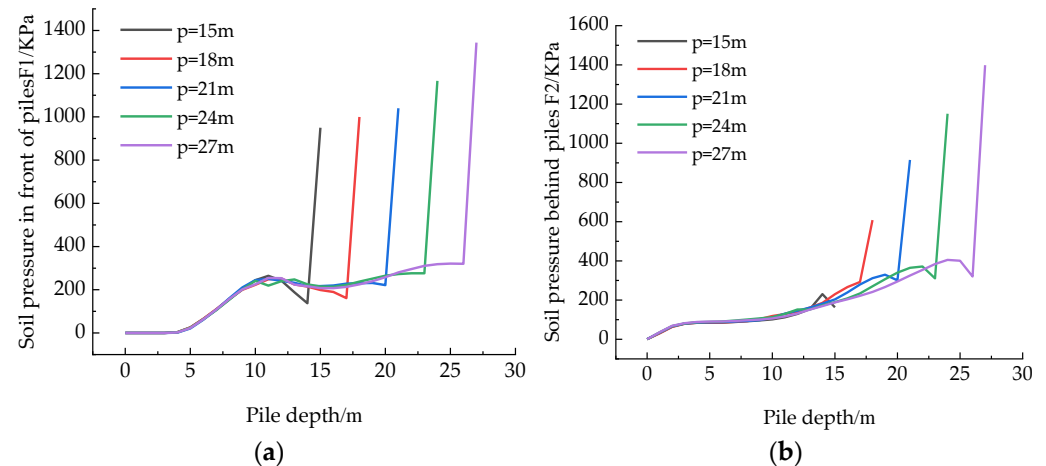 Soil pressure in front of pilesF1/KPa
1400
1200
1000
800
600
400
200
0
p=15m
p=18m
p=21m
p=24m
p=27m
0 5 10 15 20 25 30
Pile depth/m
(a)
Soil pressure behind piles F2/KPa
1600
1400
1200
1000
800
600
400
200
0
p=15m
p=18m
p=21m
p=24m
p=27m
0 5 10 15 20 25 30
Pile depth/m
(b)